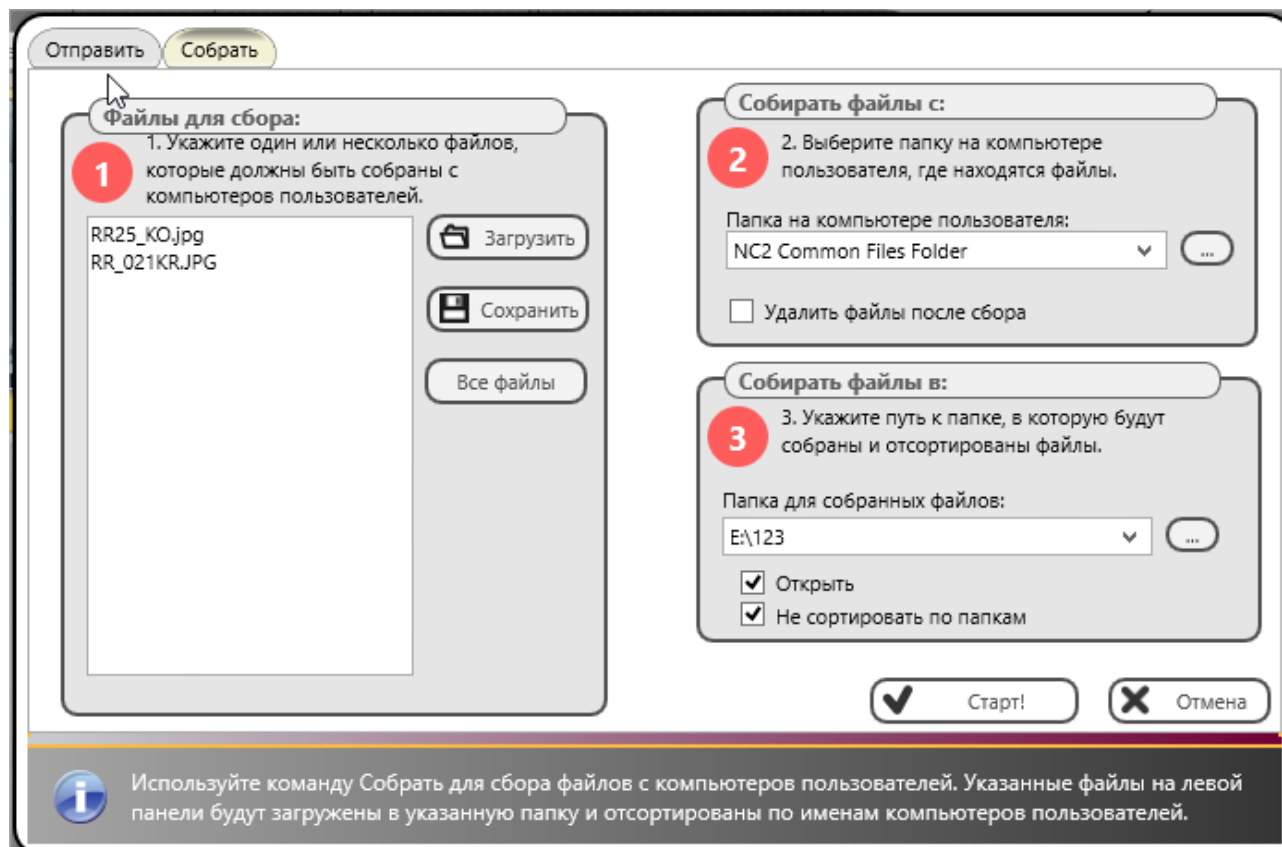 Отправить
Собрать
Файлы для сбора:
1
1. Укажите один или несколько файлов,
которые должны быть собраны с
компьютеров пользователей.
RR25_KO.jpg
RR_021KR.JPG
Загрузить
Сохранить
Все файлы
Собирать файлы с:
2
2. Выберите папку на компьютере
пользователя, где находятся файлы.
Папка на компьютере пользователя:
NC2 Common Files Folder
...
Удалить файлы после сбора
Собирать файлы в:
3
3. Укажите путь к папке, в которую будут
собраны и отсортированы файлы.
Папка для собранных файлов:
E:\123
...
Открыть
Не сортировать по папкам
Старт!
Отмена
Используйте команду Собрать для сбора файлов с компьютеров пользователей. Указанные файлы на левой
панели будут загружены в указанную папку и отсортированы по именам компьютеров пользователей.